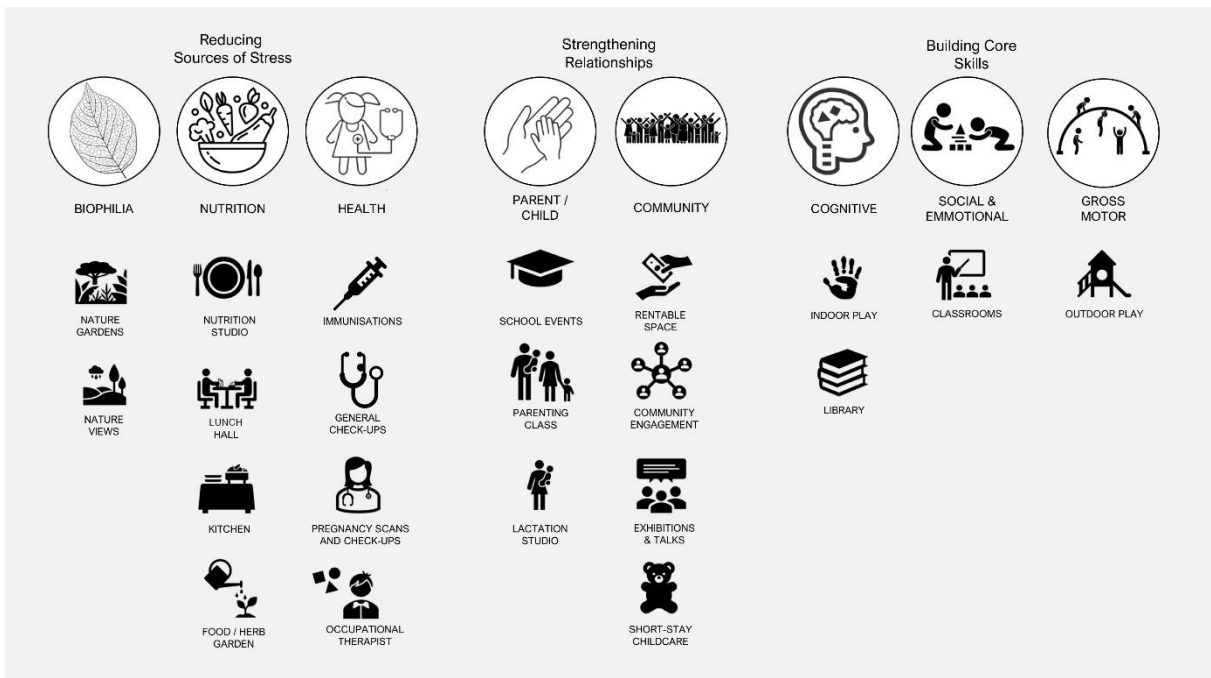 Reducing
Sources of Stress
Strengthening
Relationships
Building Core
Skills
BIOPHILIA
NUTRITION
HEALTH
PARENT /
CHILD
COMMUNITY
COGNITIVE
SOCIAL &
EMMOTIONAL
GROSS
MOTOR
NATURE
GARDENS
NUTRITION
STUDIO
IMMUNISATIONS
SCHOOL EVENTS
RENTABLE
SPACE
INDOOR PLAY
CLASSROOMS
OUTDOOR PLAY
NATURE
VIEWS
LUNCH
HALL
GENERAL
CHECK-UPS
PARENTING
CLASS
COMMUNITY
ENGAGEMENT
LIBRARY
KITCHEN
PREGNANCY SCANS
AND CHECK-UPS
LACTATION
STUDIO
EXHIBITIONS
& TALKS
FOOD / HERB
GARDEN
OCCUPATIONAL
THERAPIST
SHORT-STAY
CHILDCARE